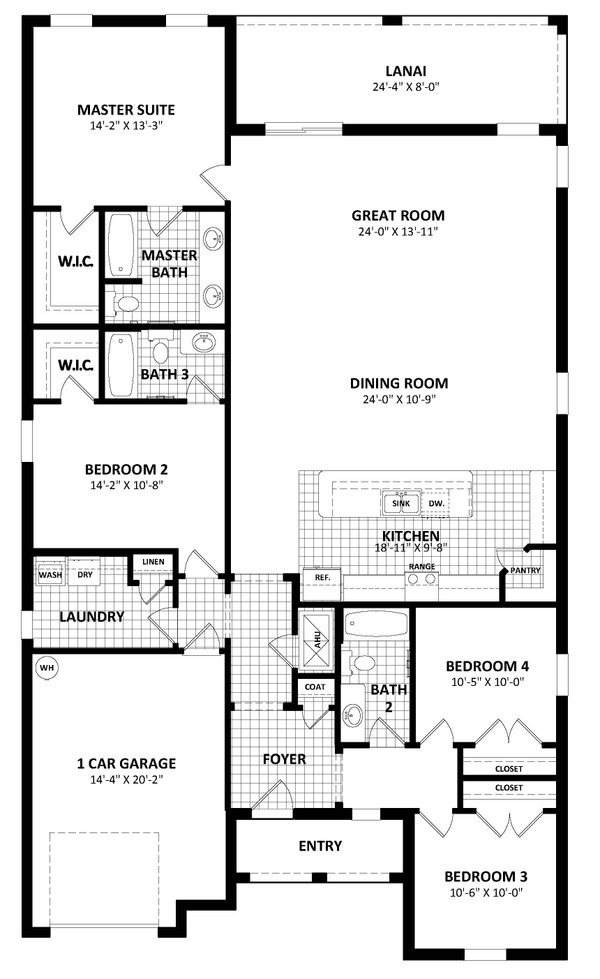 LANAI
24'-4" X 8'-0"
MASTER SUITE
14'-2" X 13'-3"
GREAT ROOM
24'-0" X 13'-11"
W.I.C.
MASTER
BATH
W.I.C.
BATH 3
DINING ROOM
24'-0" X 10'-9"
BEDROOM 2
14'-2" X 10'-8"
SINK
DW.
KITCHEN
18'-11" X 9'-8"
RANGE
REF.
PANTRY
WASH
DRY
LINEN
LAUNDRY
AHU
WH
COAT
BATH
2
BEDROOM 4
10'-5" X 10'-0"
1 CAR GARAGE
14'-4" X 20'-2"
FOYER
CLOSET
CLOSET
ENTRY
BEDROOM 3
10'-6" X 10'-0"